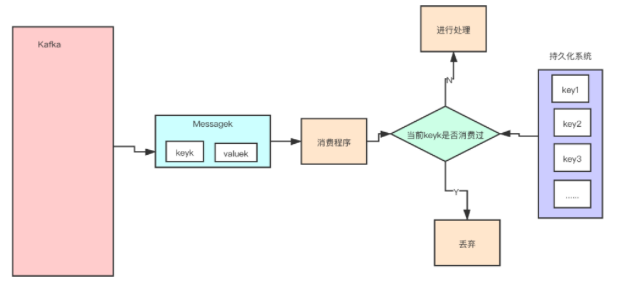 Kafka
Messagek
keyk
valuek
消费程序
进行处理
N
当前keyk是否消费过
Y
丢弃
持久化系统
key1
key2
key3
......